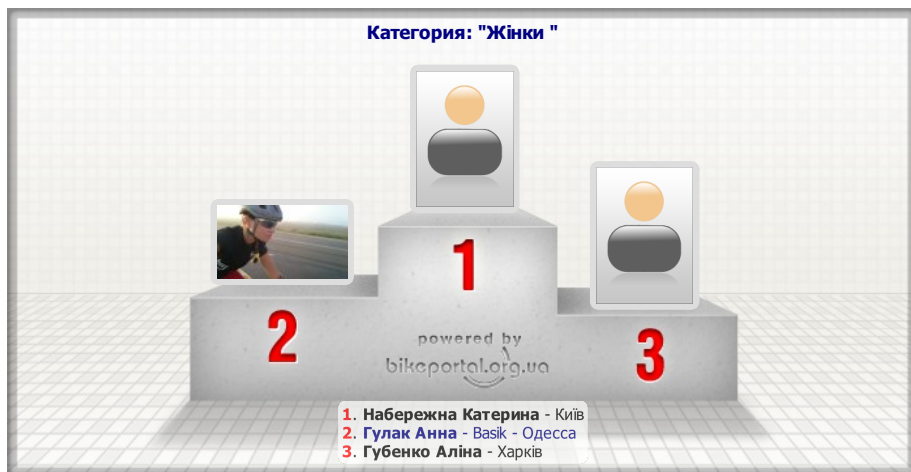 Категория: "Жінки "
1
2
3
powered by
bikeportal.org.ua
1. Набережна Катерина - Київ
2. Гулак Анна - Basik - Одесса
3. Губенко Аліна - Харків